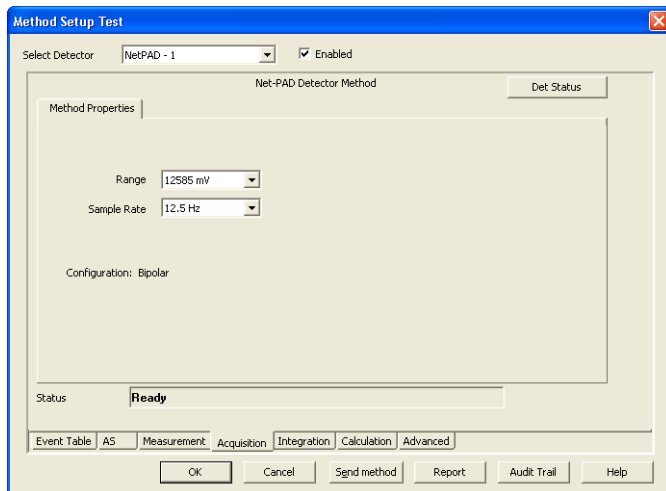 Method Setup Test
Select Detector NetPAD - 1 Enabled
Net-PAD Detector Method Det Status
Method Properties
Range 12585 mV
Sample Rate 12.5 Hz
Configuration: Bipolar
Status Ready
Event Table AS Measurement Acquisition Integration Calculation Advanced
OK Cancel Send method Report Audit Trail Help